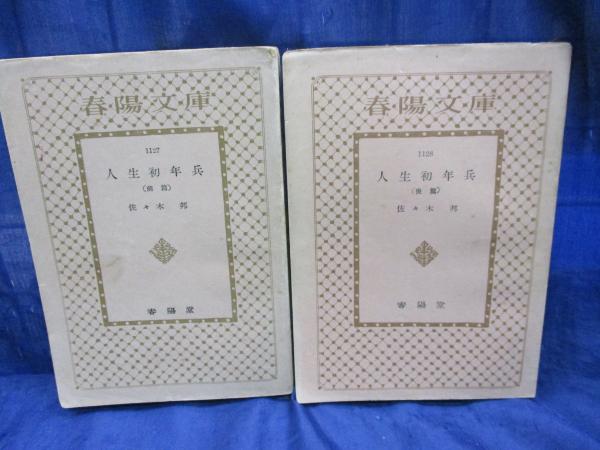 春陽文庫
1127
人生初年兵
(前篇)
佐々木邦
春陽堂
春陽文庫
1128
人生初年兵
(後篇)
佐々木邦
春陽堂